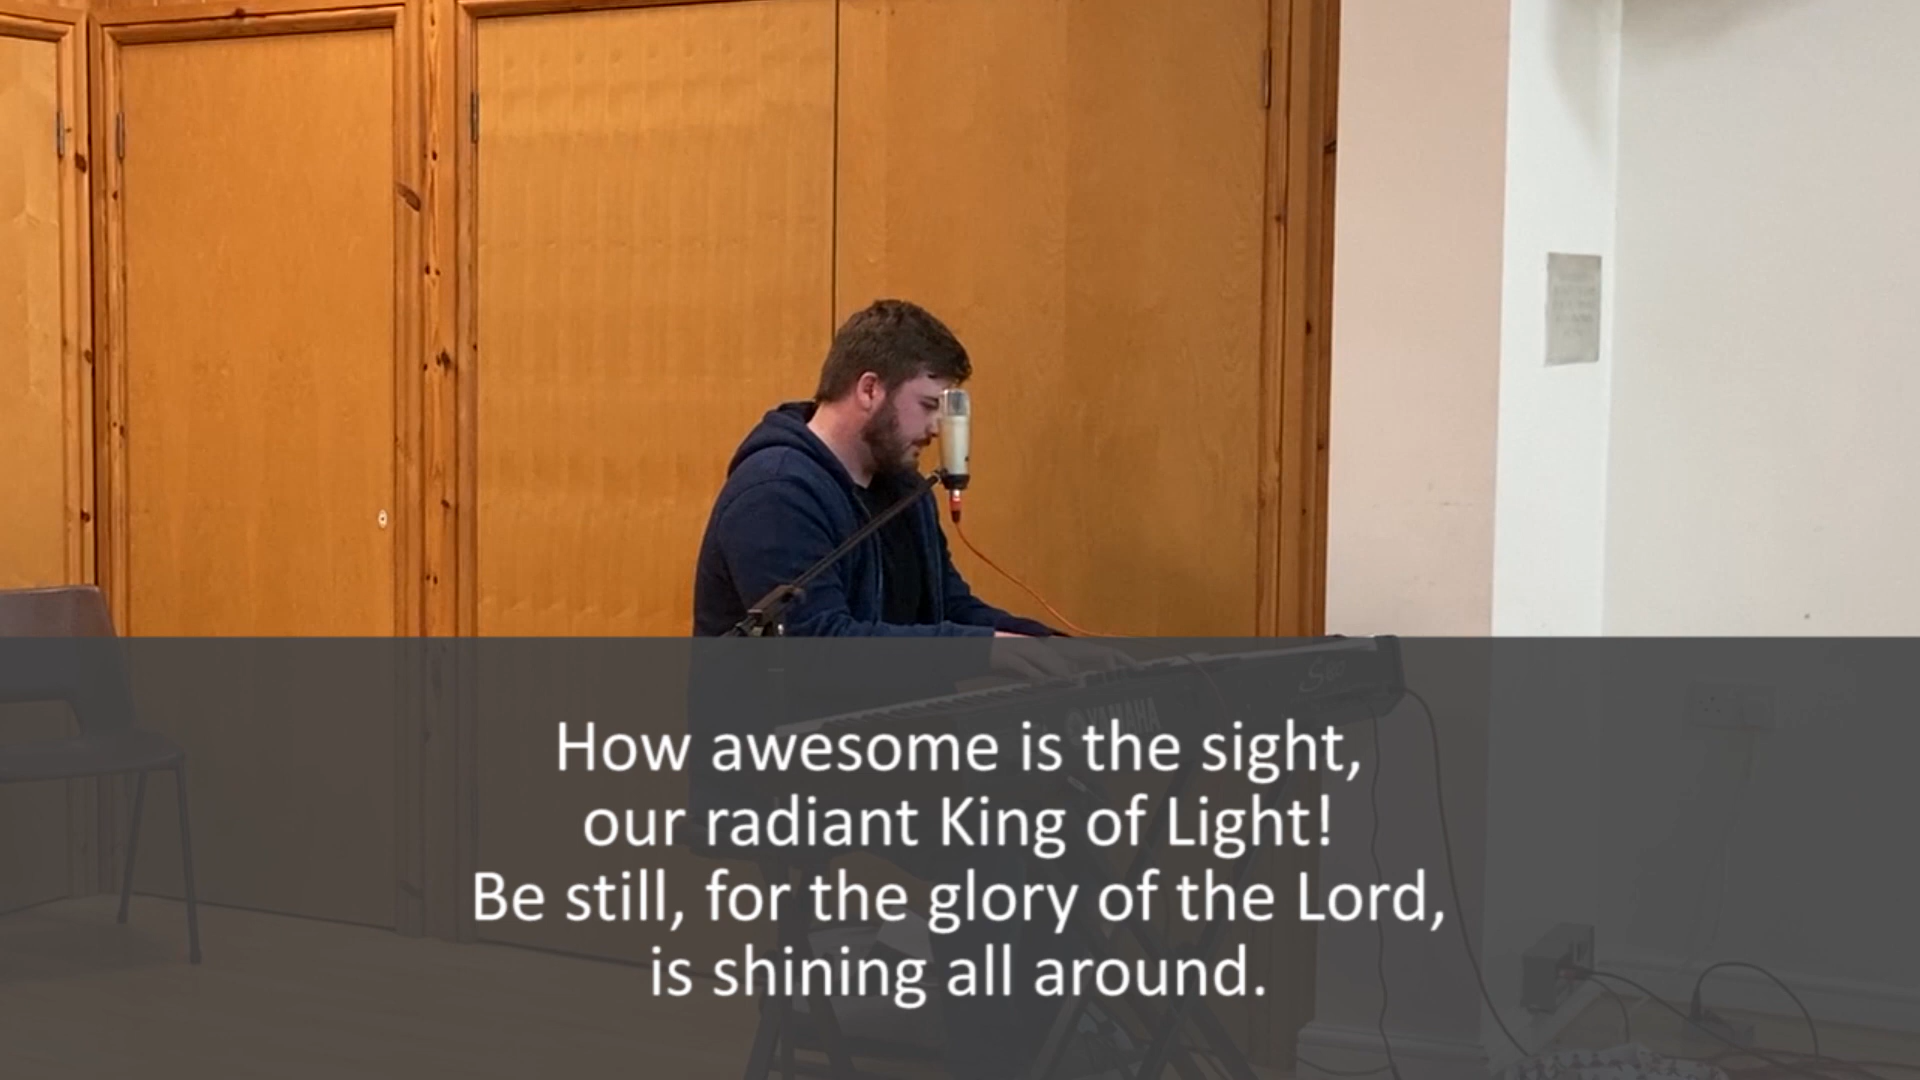 YAMAHA
How awesome is the sight,
our radiant King of Light!
Be still, for the glory of the Lord,
is shining all around.